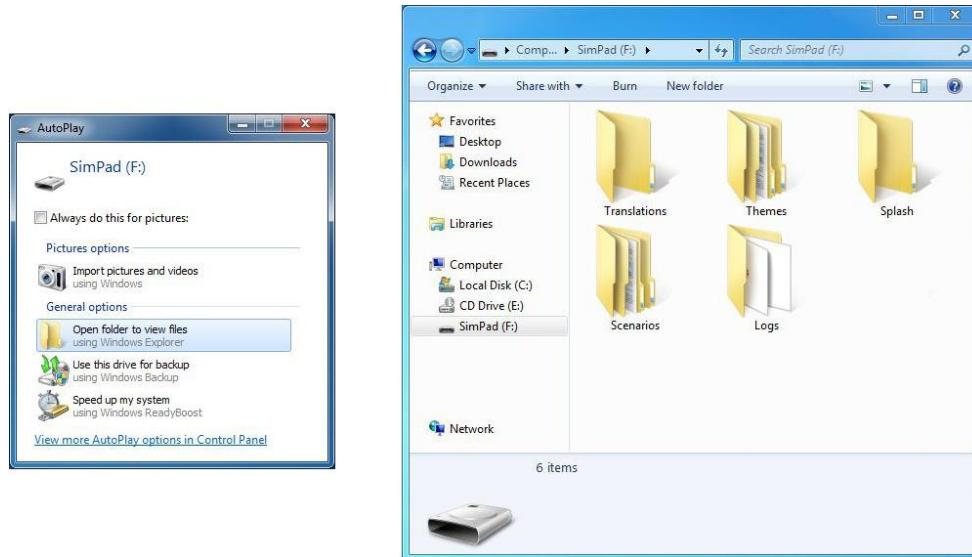 AutoPlay
SimPad (F:)
Always do this for pictures:
Pictures options
Import pictures and videos
using Windows
General options
Open folder to view files
using Windows Explorer
Use this drive for backup
using Windows Backup
Speed up my system
using Windows ReadyBoost
View more AutoPlay options in Control Panel
Comp... SimPad (F:) Search SimPad (F:)
Organize Share with Burn New folder
Favorites
Desktop
Downloads
Recent Places
Libraries
Computer
Local Disk (C:)
CD Drive (E:)
SimPad (F:)
Network
Translations Themes Splash
Scenarios Logs
6 items